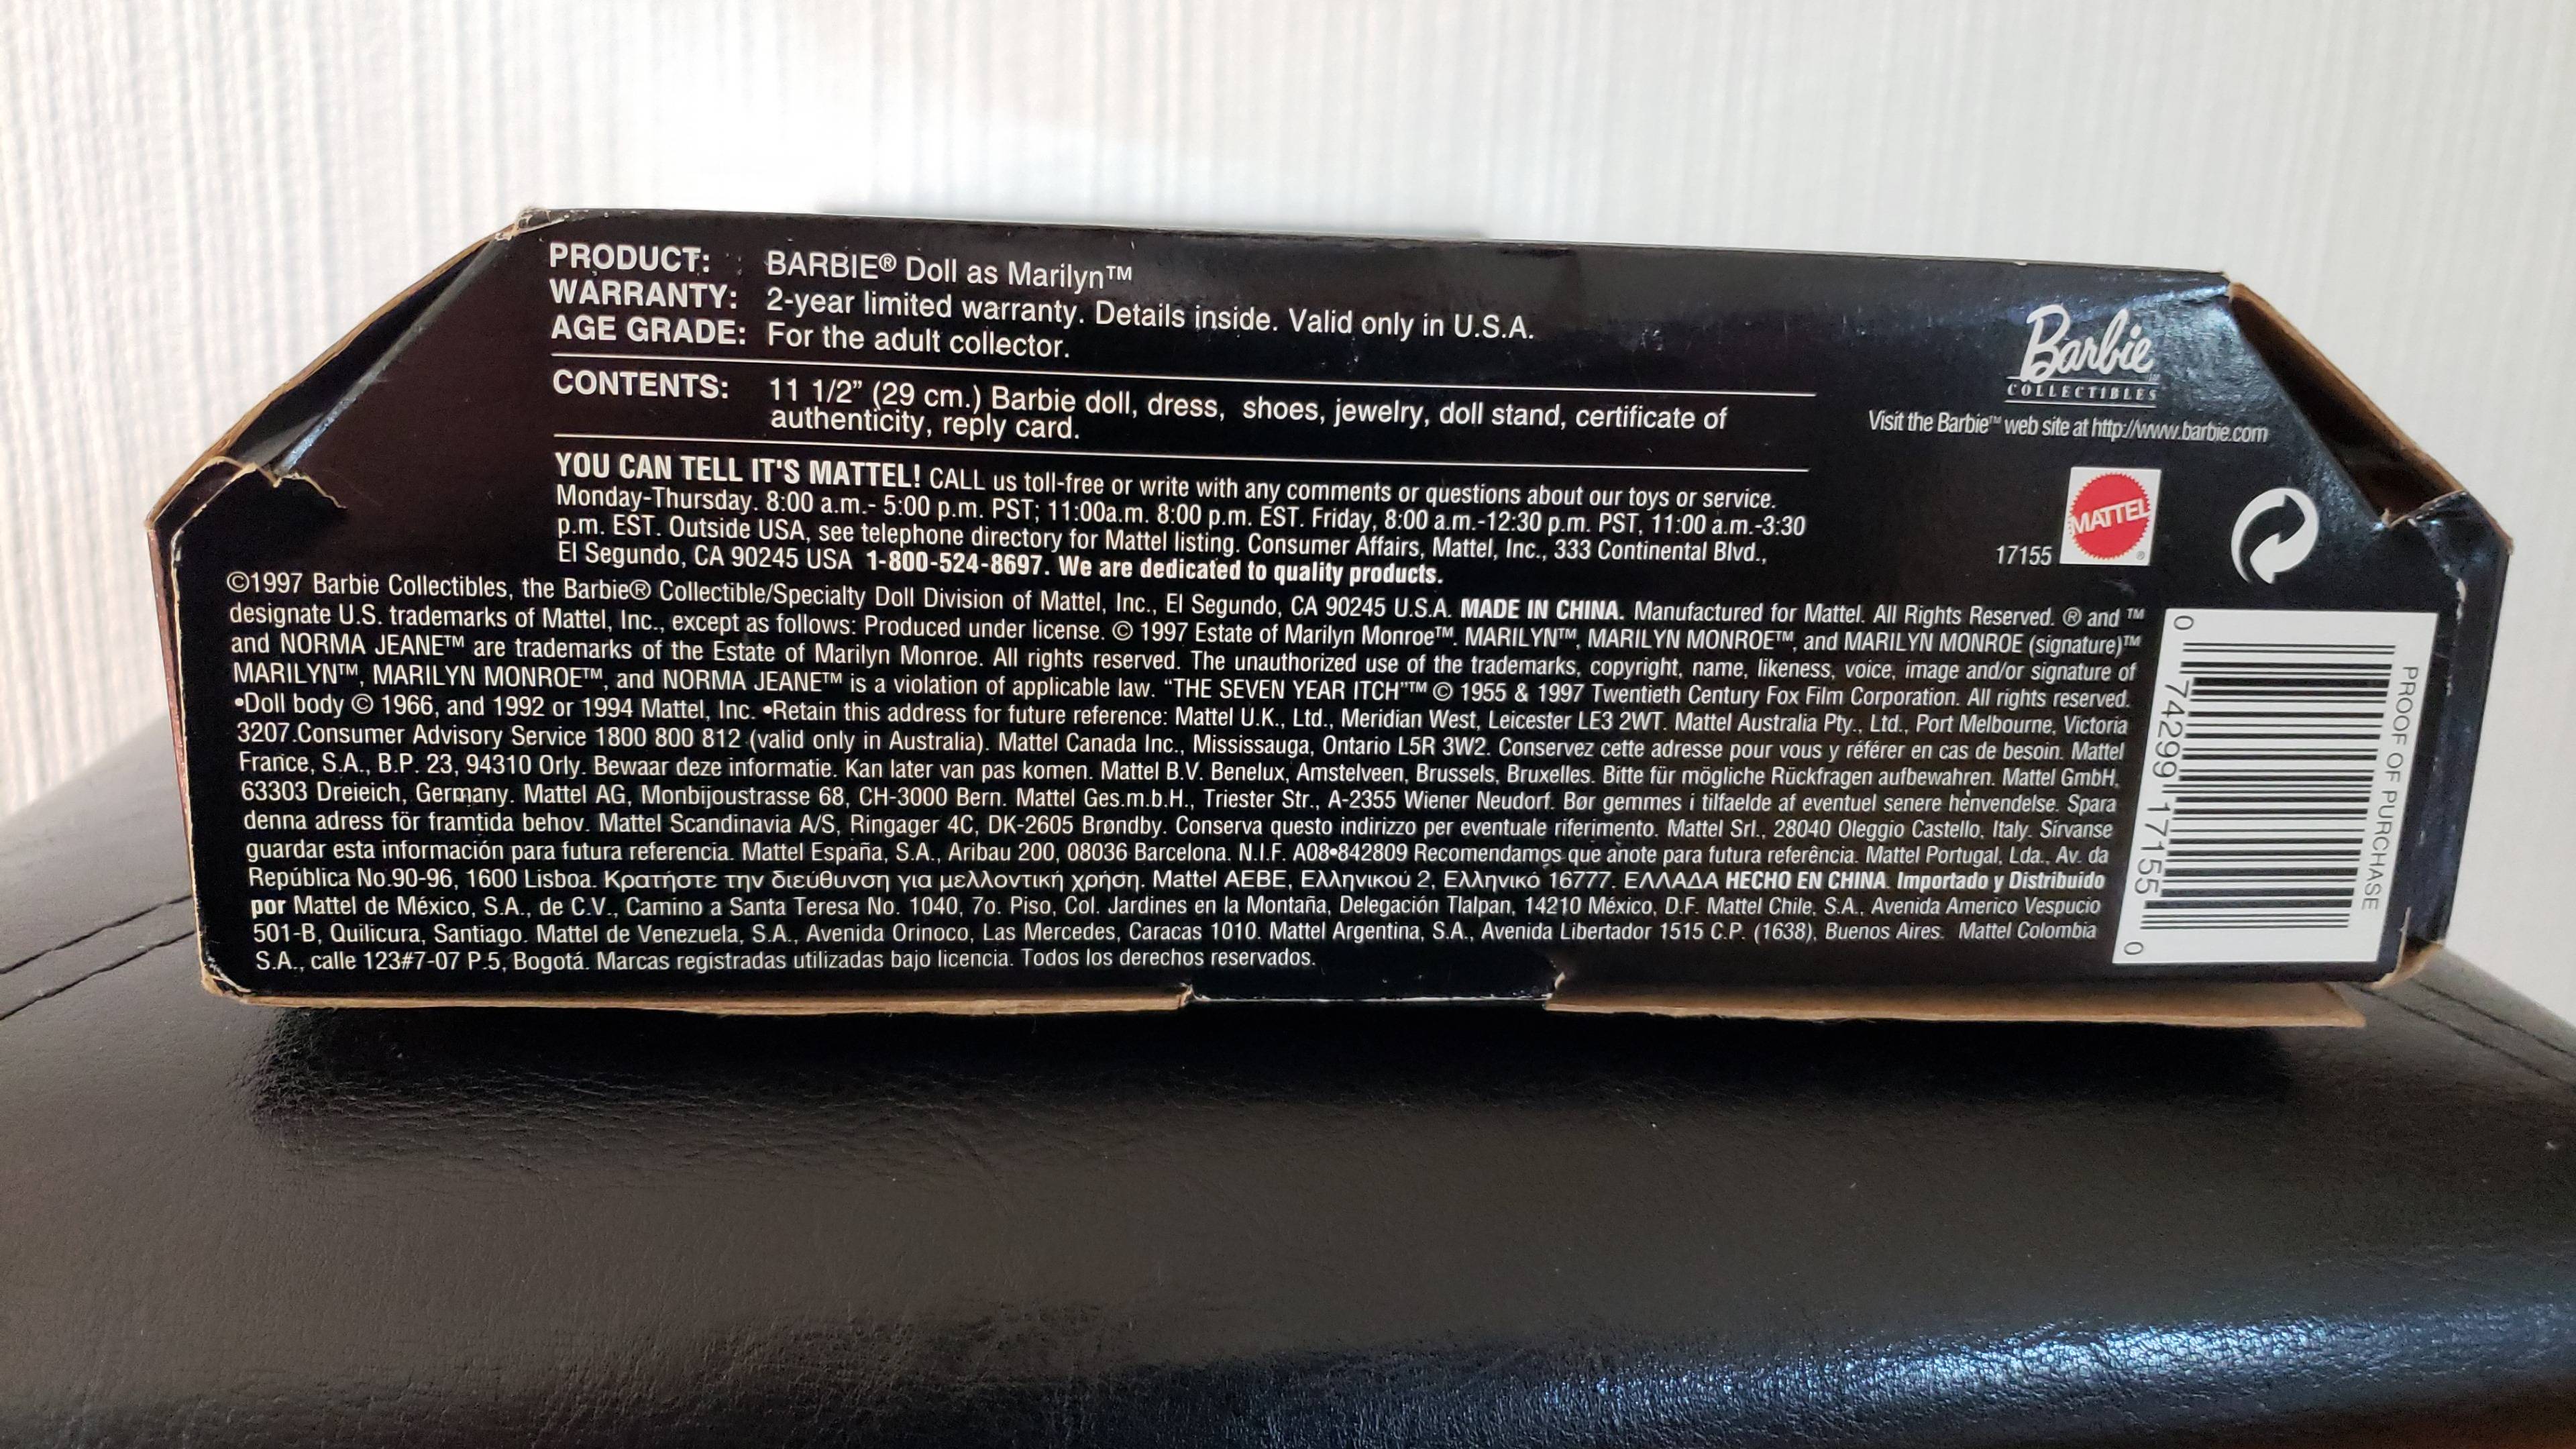 PRODUCT: BARBIE® Doll as Marilyn™
WARRANTY: 2-year limited warranty. Details inside. Valid only in U.S.A.
AGE GRADE: For the adult collector.
CONTENTS: 11 1/2” (29 cm.) Barbie doll, dress, shoes, jewelry, doll stand, certificate of
authenticity, reply card.
YOU CAN TELL IT'S MATTEL! CALL us toll-free or write with any comments or questions about our toys or service.
Monday-Thursday. 8:00 a.m.- 5:00 p.m. PST; 11:00a.m. 8:00 p.m. EST. Friday, 8:00 a.m.-12:30 p.m. PST, 11:00 a.m.-3:30
p.m. EST. Outside USA, see telephone directory for Mattel listing. Consumer Affairs, Mattel, Inc., 333 Continental Blvd.,
El Segundo, CA 90245 USA 1-800-524-8697. We are dedicated to quality products.
Barbie
COLLECTIBLES
Visit the Barbie™ web site at http://www.barbie.com
MATTEL®
17155
©1997 Barbie Collectibles, the Barbie® Collectible/Specialty Doll Division of Mattel, Inc., El Segundo, CA 90245 U.S.A. MADE IN CHINA. Manufactured for Mattel. All Rights Reserved. ® and ™
designate U.S. trademarks of Mattel, Inc., except as follows: Produced under license. © 1997 Estate of Marilyn Monroe™. MARILYN™, MARILYN MONROE™, and MARILYN MONROE (signature)™
and NORMA JEANE™ are trademarks of the Estate of Marilyn Monroe. All rights reserved. The unauthorized use of the trademarks, copyright, name, likeness, voice, image and/or signature of
MARILYN™, MARILYN MONROE™, and NORMA JEANE™ is a violation of applicable law. “THE SEVEN YEAR ITCH”™ © 1955 & 1997 Twentieth Century Fox Film Corporation. All rights reserved.
•Doll body © 1966, and 1992 or 1994 Mattel, Inc. •Retain this address for future reference: Mattel U.K., Ltd., Meridian West, Leicester LE3 2WT. Mattel Australia Pty., Ltd., Port Melbourne, Victoria
3207.Consumer Advisory Service 1800 800 812 (valid only in Australia). Mattel Canada Inc., Mississauga, Ontario L5R 3W2. Conservez cette adresse pour vous y référer en cas de besoin. Mattel
France, S.A., B.P. 23, 94310 Orly. Bewaar deze informatie. Kan later van pas komen. Mattel B.V. Benelux, Amstelveen, Brussels, Bruxelles. Bitte für mögliche Rückfragen aufbewahren. Mattel GmbH,
63303 Dreieich, Germany. Mattel AG, Monbijoustrasse 68, CH-3000 Bern. Mattel Ges.m.b.H., Triester Str., A-2355 Wiener Neudorf. Bør gemmes i tilfaelde af eventuel senere henvendelse. Spara
denna adress för framtida behov. Mattel Scandinavia A/S, Ringager 4C, DK-2605 Brøndby. Conserva questo indirizzo per eventuale riferimento. Mattel Srl., 28040 Oleggio Castello, Italy. Sirvanse
guardar esta información para futura referencia. Mattel España, S.A., Aribau 200, 08036 Barcelona. N.I.F. A08•842809 Recomendamos que anote para futura referência. Mattel Portugal, Lda., Av. da
República No.90-96, 1600 Lisboa. Κρατήστε την διεύθυνση για μελλοντική χρήση. Mattel AEBE, Ελληνικού 2, Ελληνικό 16777. ΕΛΛΑΔΑ HECHO EN CHINA. Importado y Distribuido
por Mattel de México, S.A., de C.V., Camino a Santa Teresa No. 1040, 7o. Piso, Col. Jardines en la Montaña, Delegación Tlalpan, 14210 México, D.F. Mattel Chile, S.A., Avenida Americo Vespucio
501-B, Quilicura, Santiago. Mattel de Venezuela, S.A., Avenida Orinoco, Las Mercedes, Caracas 1010. Mattel Argentina, S.A., Avenida Libertador 1515 C.P. (1638), Buenos Aires. Mattel Colombia
S.A., calle 123#7-07 P.5, Bogotá. Marcas registradas utilizadas bajo licencia. Todos los derechos reservados.
PROOF OF PURCHASE
0 74299 17155 0